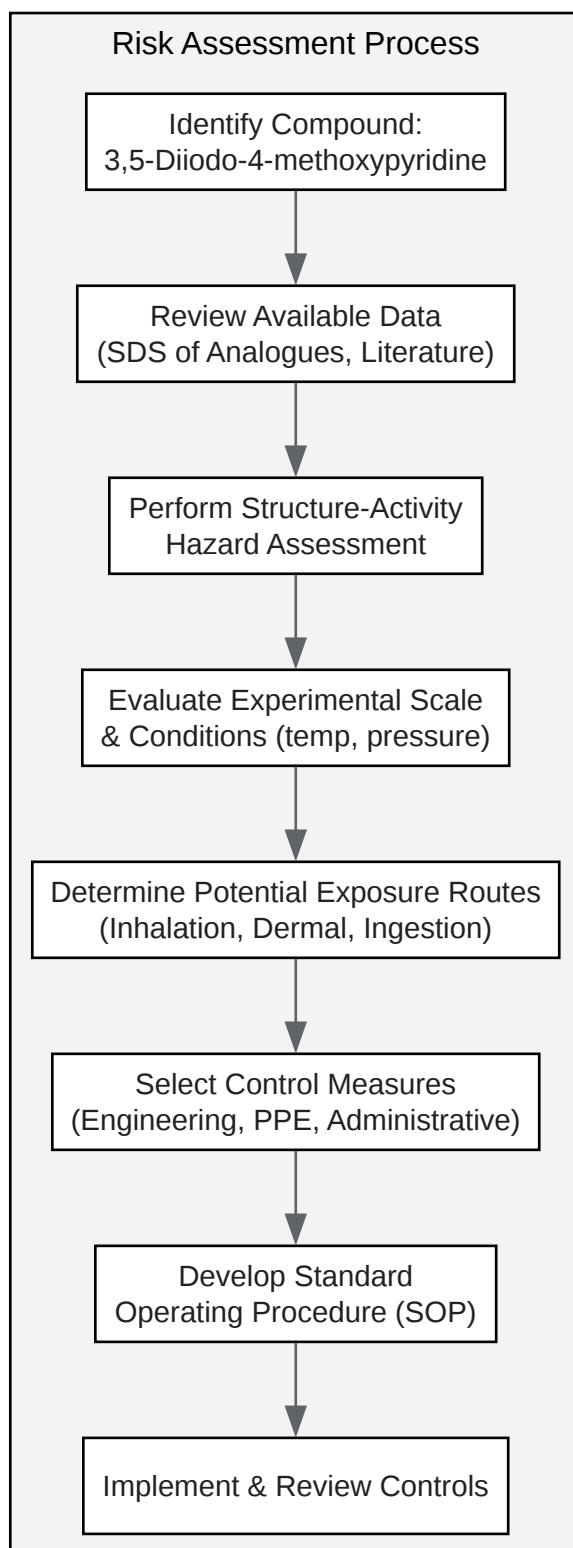 Risk Assessment Process
Identify Compound:
3,5-Diiodo-4-methoxypyridine
Review Available Data
(SDS of Analogues, Literature)
Perform Structure-Activity
Hazard Assessment
Evaluate Experimental Scale
& Conditions (temp, pressure)
Determine Potential Exposure Routes
(Inhalation, Dermal, Ingestion)
Select Control Measures
(Engineering, PPE, Administrative)
Develop Standard
Operating Procedure (SOP)
Implement & Review Controls